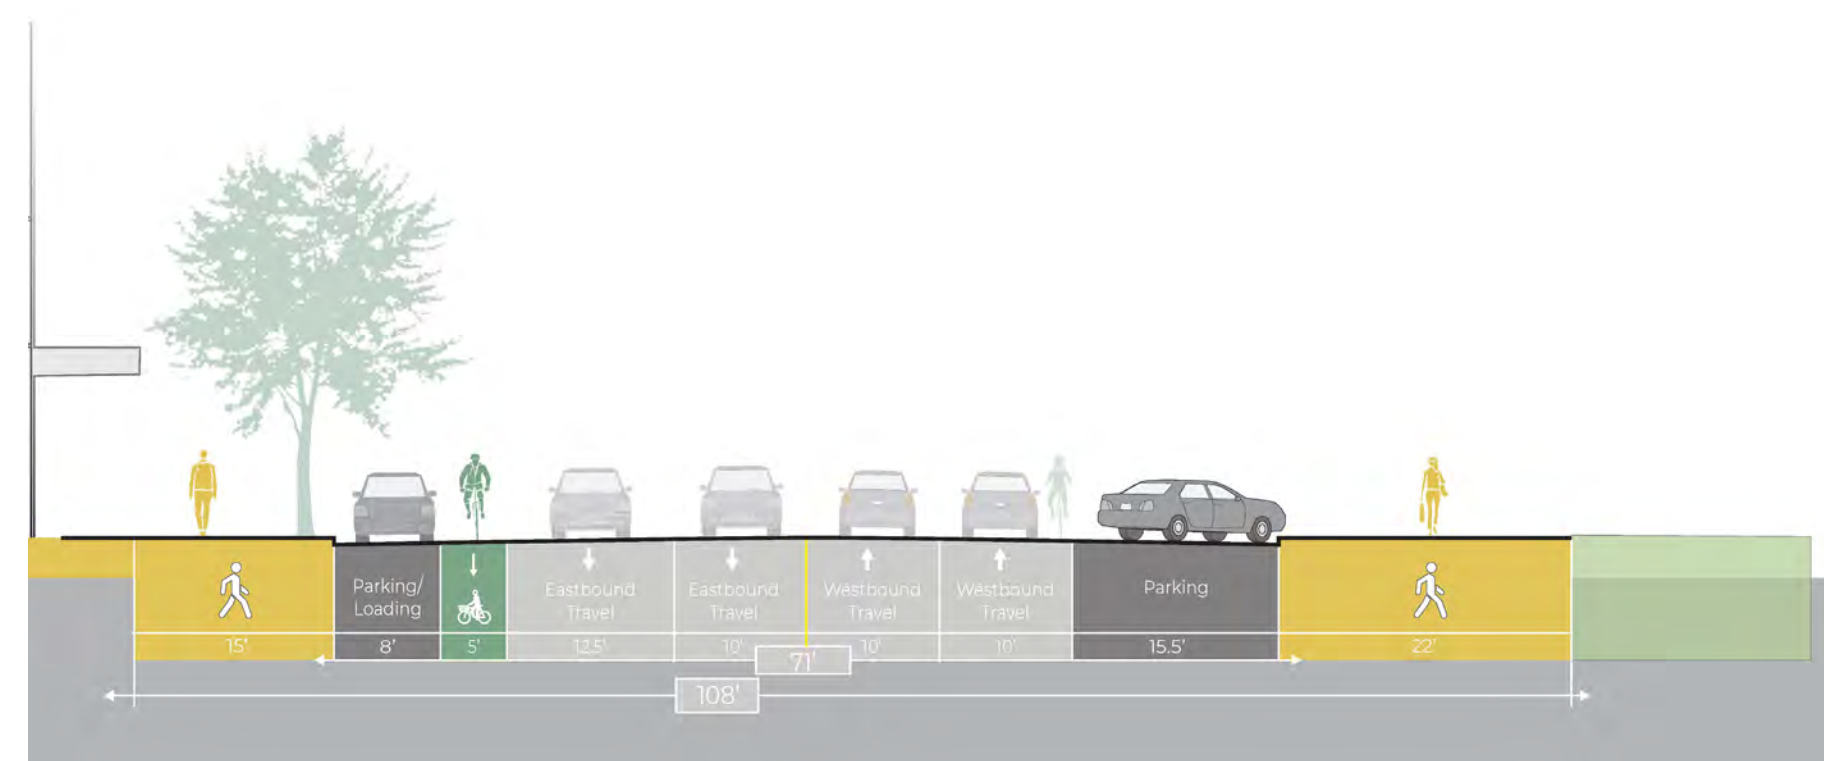 Parking/
Loading
Eastbound
Travel
Eastbound
Travel
Westbound
Travel
Westbound
Travel
Parking
15'
8'
5'
12.5'
10'
10'
10'
15.5'
22'
71'
108'